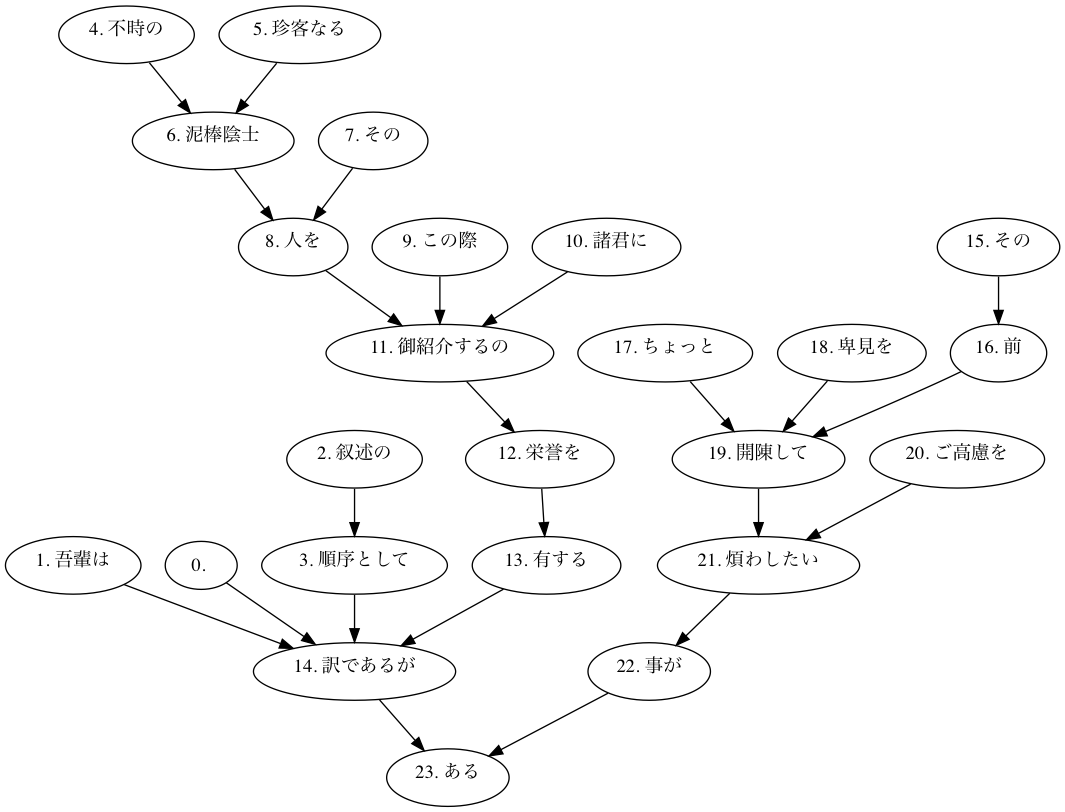 4. 不時の
5. 珍客なる
6. 泥棒陰士
7. その
8. 人を
9. この際
10. 諸君に
15. その
11. 御紹介するの
17. ちょっと
18. 卑見を
16. 前
2. 叙述の
12. 栄誉を
19. 開陳して
20. ご高慮を
1. 吾輩は
0.
3. 順序として
13. 有する
21. 煩わしたい
14. 訳であるが
22. 事が
23. ある